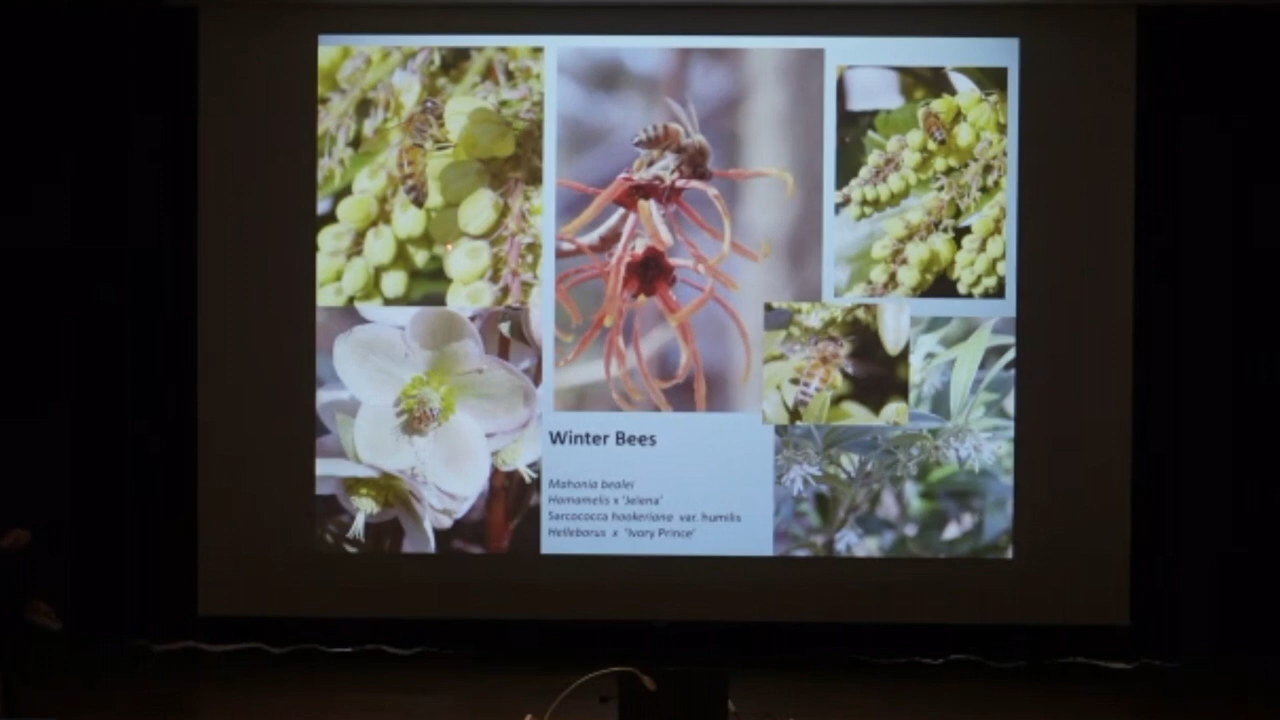 Winter Bees
Mahonia bealei
Hamamelis x 'Jelena'
Sarcococca hookeriana var. humilis
Helleborus x 'Ivory Prince'